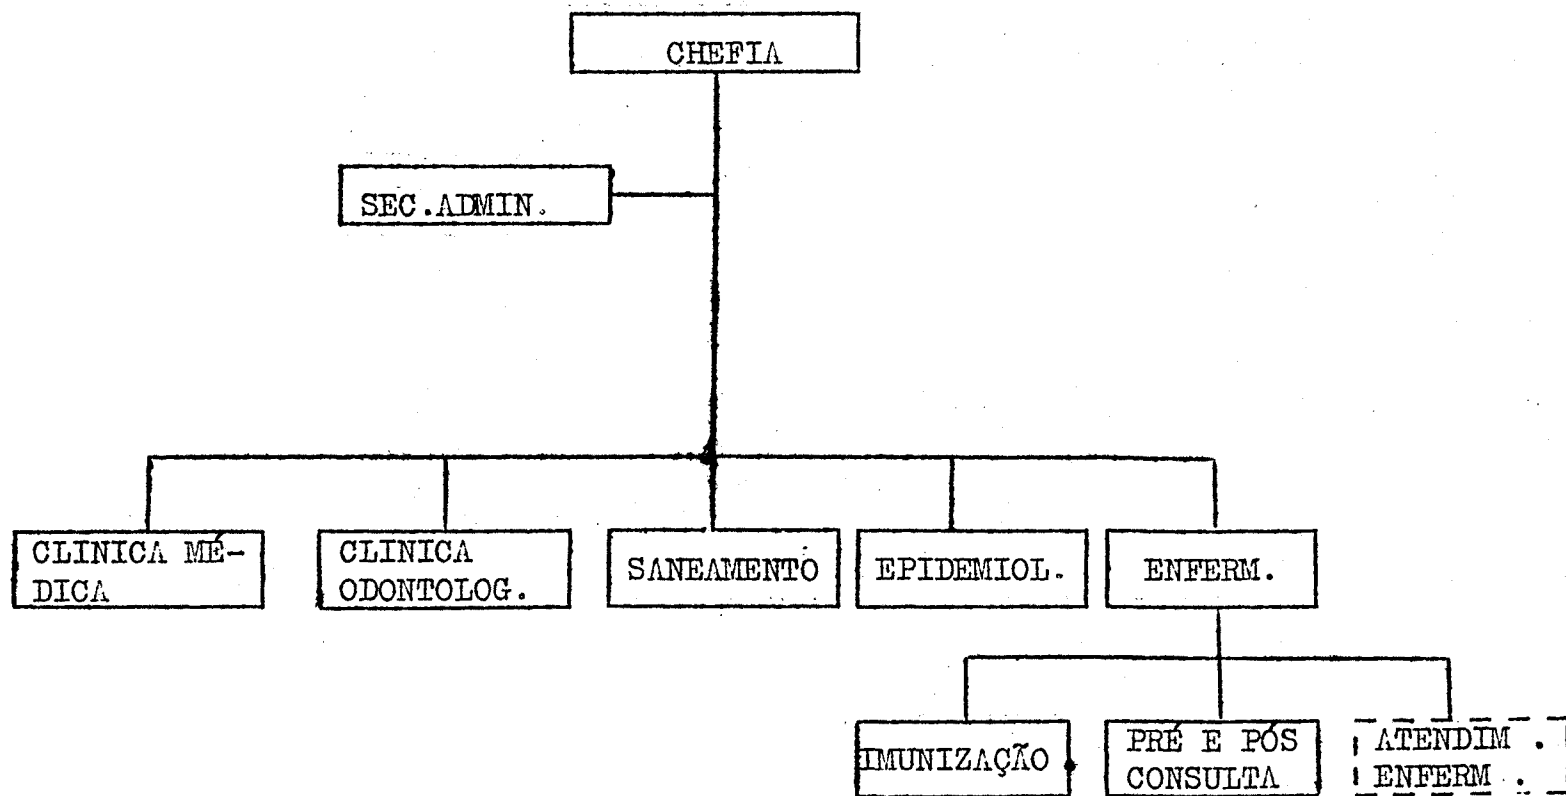 CHEFIA
SEC.ADMIN.
CLINICA MÉ-
DICA
CLINICA
ODONTOLOG.
SANEAMENTO
EPIDEMIOL.
ENFERM.
IMUNIZAÇÃO
PRÉ E PÓS
CONSULTA
ATENDIM.
ENFERM.